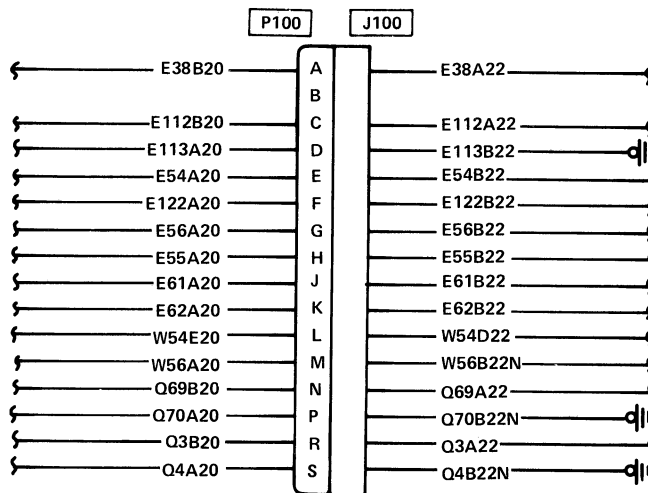 P100 J100
E38B20 A E38A22
B
E112B20 C E112A22
E113A20 D E113B22
E54A20 E E54B22
E122A20 F E122B22
E56A20 G E56B22
E55A20 H E55B22
E61A20 J E61B22
E62A20 K E62B22
W54E20 L W54D22
W56A20 M W56B22N
Q69B20 N Q69A22
Q70A20 P Q70B22N
Q3B20 R Q3A22
Q4A20 S Q4B22N